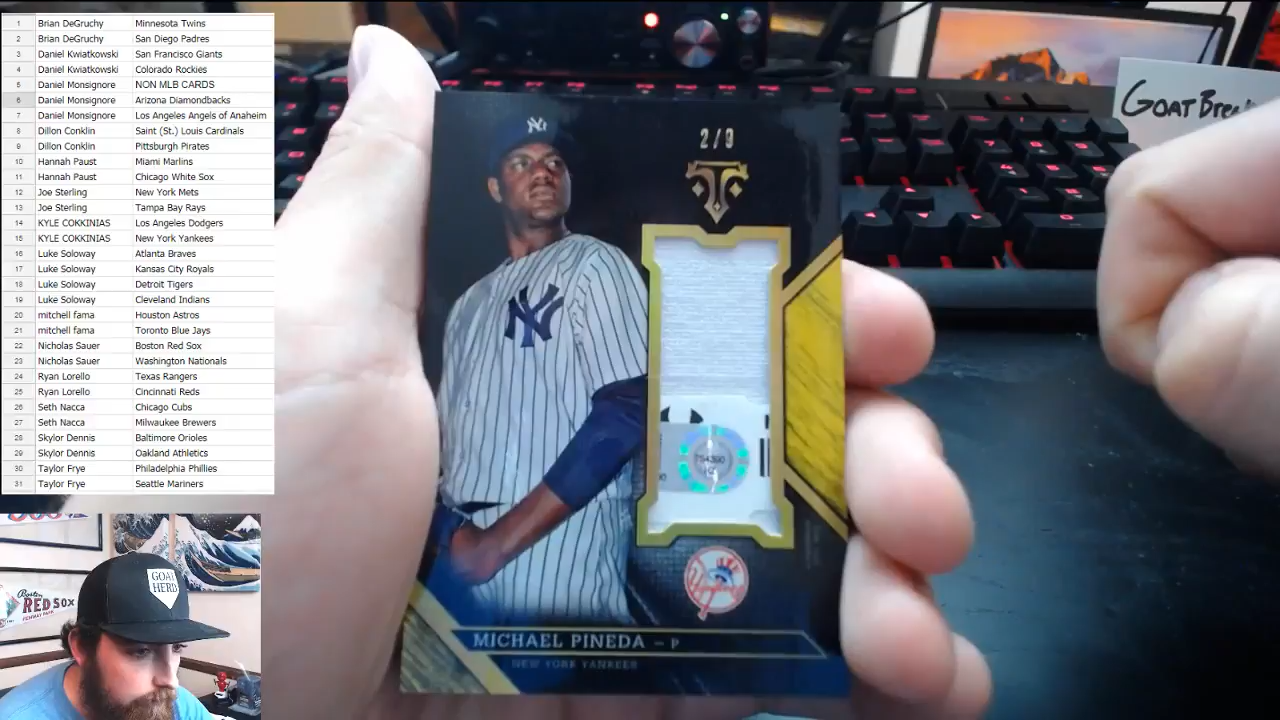 1 Brian DeGruchy Minnesota Twins
2 Brian DeGruchy San Diego Padres
3 Daniel Kwiatkowski San Francisco Giants
4 Daniel Kwiatkowski Colorado Rockies
5 Daniel Monsignore NON MLB CARDS
6 Daniel Monsignore Arizona Diamondbacks
7 Daniel Monsignore Los Angeles Angels of Anaheim
8 Dillon Conklin Saint (St.) Louis Cardinals
9 Dillon Conklin Pittsburgh Pirates
10 Hannah Paust Miami Marlins
11 Hannah Paust Chicago White Sox
12 Joe Sterling New York Mets
13 Joe Sterling Tampa Bay Rays
14 KYLE COKKINIAS Los Angeles Dodgers
15 KYLE COKKINIAS New York Yankees
16 Luke Soloway Atlanta Braves
17 Luke Soloway Kansas City Royals
18 Luke Soloway Detroit Tigers
19 Luke Soloway Cleveland Indians
20 mitchell fama Houston Astros
21 mitchell fama Toronto Blue Jays
22 Nicholas Sauer Boston Red Sox
23 Nicholas Sauer Washington Nationals
24 Ryan Lorello Texas Rangers
25 Ryan Lorello Cincinnati Reds
26 Seth Nacca Chicago Cubs
27 Seth Nacca Milwaukee Brewers
28 Skylor Dennis Baltimore Orioles
29 Skylor Dennis Oakland Athletics
30 Taylor Frye Philadelphia Phillies
31 Taylor Frye Seattle Mariners
2/9
NY
NY
MICHAEL PINEDA – P
NEW YORK YANKEES
GOAT
HERD
Boston
RED SOX
FENWAY PARK